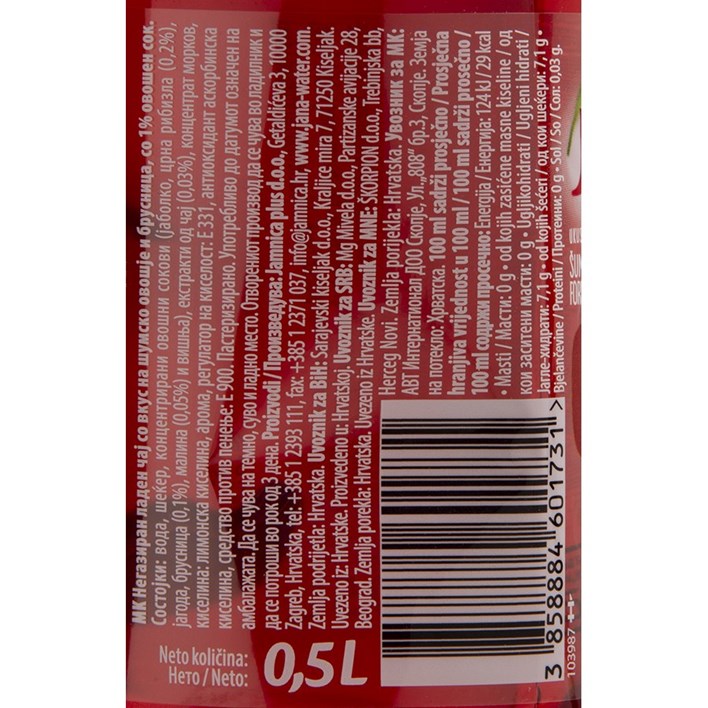 МК Негазиран ладен чај со вкус на шумско овошје и брусница, со 1% овошен сок.
Состојки: вода, шеќер, концентрирани овошни сокови (јаболко, црна рибизла (0,2%),
јагода, брусница (0,1%), малина (0,05%) и вишња), екстракти од чај (0,03%), концентрат морков,
киселина: лимонска киселина, арома, регулатор на киселост: Е 331, антиоксидант аскорбинска
киселина, средство против пенење: Е 900. Пастеризирано. Употребливо до датумот означен на
амбалажата. Да се чува на темно, суво и ладно место. Отворениот производ да се чува во ладилник и
да се потроши во рок од 3 дена. Proizvodi / Произведува: Jamnica plus d.o.o., Getaldićeva 3, 10000
Zagreb, Hrvatska, tel: +385 1 2393 111, fax: +385 1 2371 037, info@jamnica.hr, www.jana-water.com.
Zemlja podrijetla: Hrvatska. Uvoznik za BiH: Sarajevski kiseljak d.o.o., Kraljice mira 7, 71250 Kiseljak.
Uvezeno iz: Hrvatske. Proizvedeno u: Hrvatskoj. Uvoznik za SRB: Mg Mivela d.o.o., Partizanske avijacije 28,
Beograd. Zemlja porekla: Hrvatska. Uvezeno iz Hrvatske. Uvoznik za MNE: ŠKORPION d.o.o., Trebinjska bb,
Herceg Novi. Zemlja porijekla: Hrvatska. Увозник за МК:
АВТ Интернационал ДОО Скопје, Ул. „808“ бр.3, Скопје. Земја
на потекло: Хрватска. 100 ml sadrži prosječno / Prosječna
hranjiva vrijednost u 100 ml / 100 ml sadrži prosečno /
100 ml содржи просечно: Energija / Енергија: 124 kJ / 29 kcal
• Masti / Масти: 0 g • od kojih zasićene masne kiseline / од
кои заситени масти: 0 g • Ugljikohidrati / Ugljeni hidrati /
Jагле-хидрати: 7,1 g • od kojih šećeri / од кои шеќери: 7,1 g •
Bjelančevine / Proteini / Протеини: 0 g • Sol / So / Сол: 0,03 g.
3 858884 601731 >
103987
Neto količina:
Нето / Neto:
0,5 L